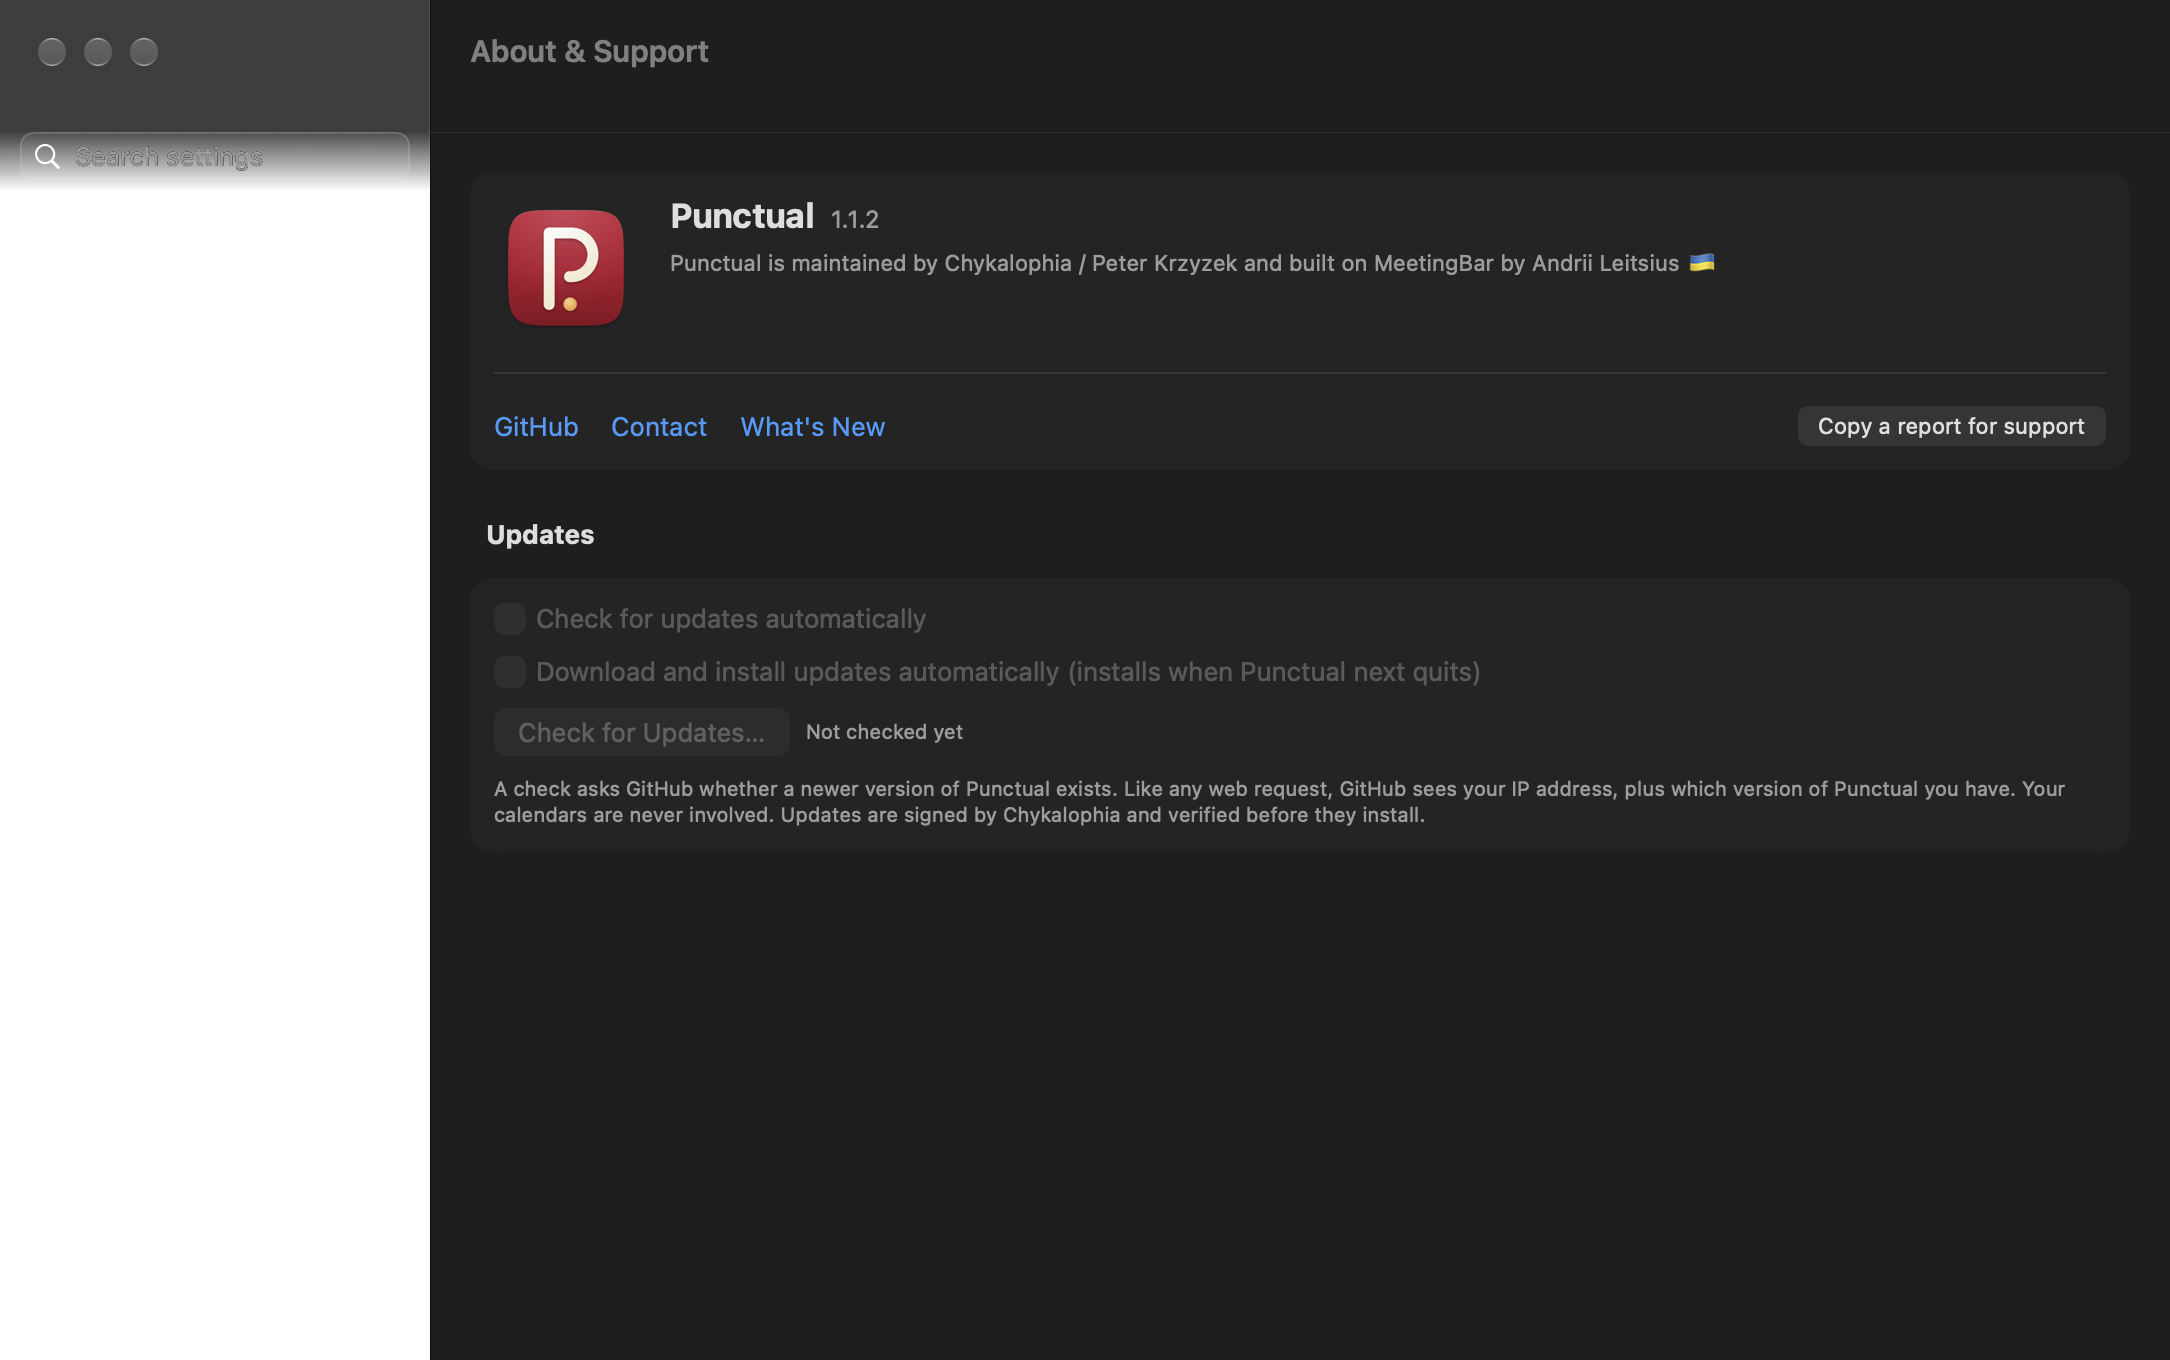 About & Support
Search settings
Punctual 1.1.2
Punctual is maintained by Chykalophia / Peter Krzyzek and built on MeetingBar by Andrii Leitsius 🇺🇦
GitHub Contact What's New
Copy a report for support
Updates
Check for updates automatically
Download and install updates automatically (installs when Punctual next quits)
Check for Updates... Not checked yet
A check asks GitHub whether a newer version of Punctual exists. Like any web request, GitHub sees your IP address, plus which version of Punctual you have. Your
calendars are never involved. Updates are signed by Chykalophia and verified before they install.